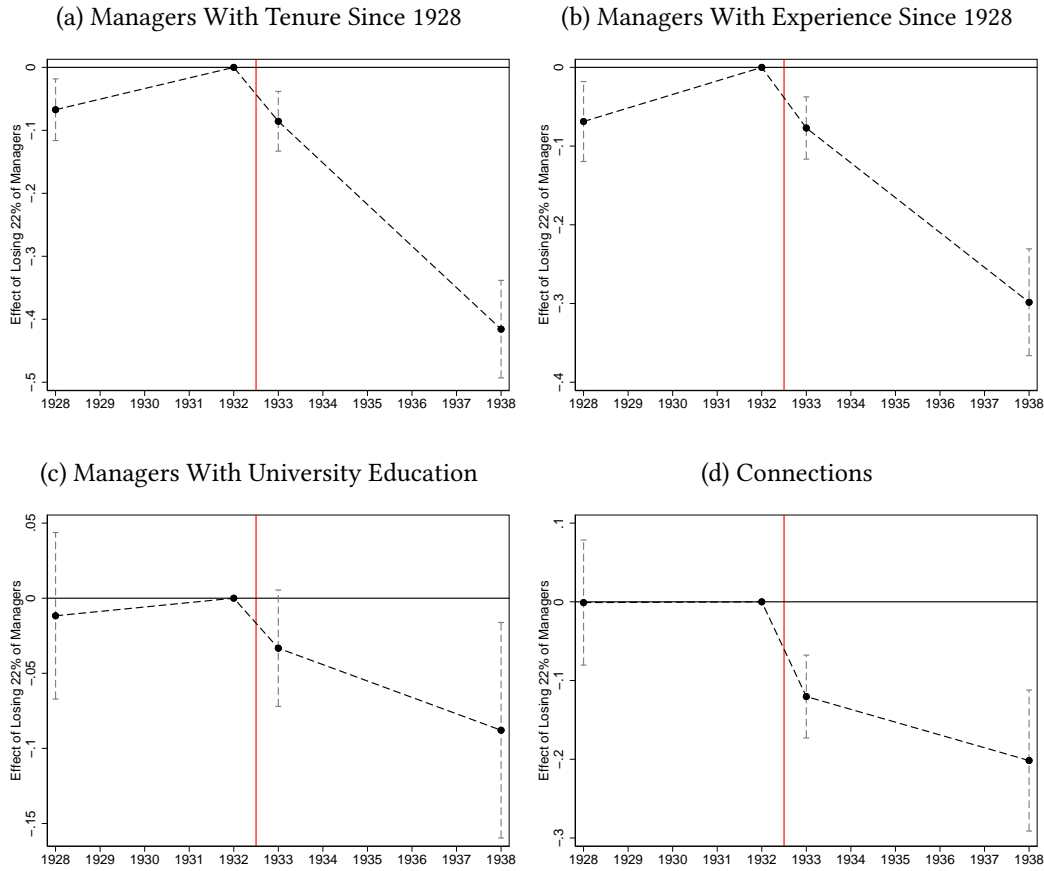 (a) Managers With Tenure Since 1928
Effect of Losing 22% of Managers
0
-.1
-.2
-.3
-.4
-.5
1928 1929 1930 1931 1932 1933 1934 1935 1936 1937 1938
(b) Managers With Experience Since 1928
Effect of Losing 22% of Managers
0
-.1
-.2
-.3
-.4
1928 1929 1930 1931 1932 1933 1934 1935 1936 1937 1938
(c) Managers With University Education
Effect of Losing 22% of Managers
.05
0
-.05
-.1
-.15
1928 1929 1930 1931 1932 1933 1934 1935 1936 1937 1938
(d) Connections
Effect of Losing 22% of Managers
.1
0
-.1
-.2
-.3
1928 1929 1930 1931 1932 1933 1934 1935 1936 1937 1938